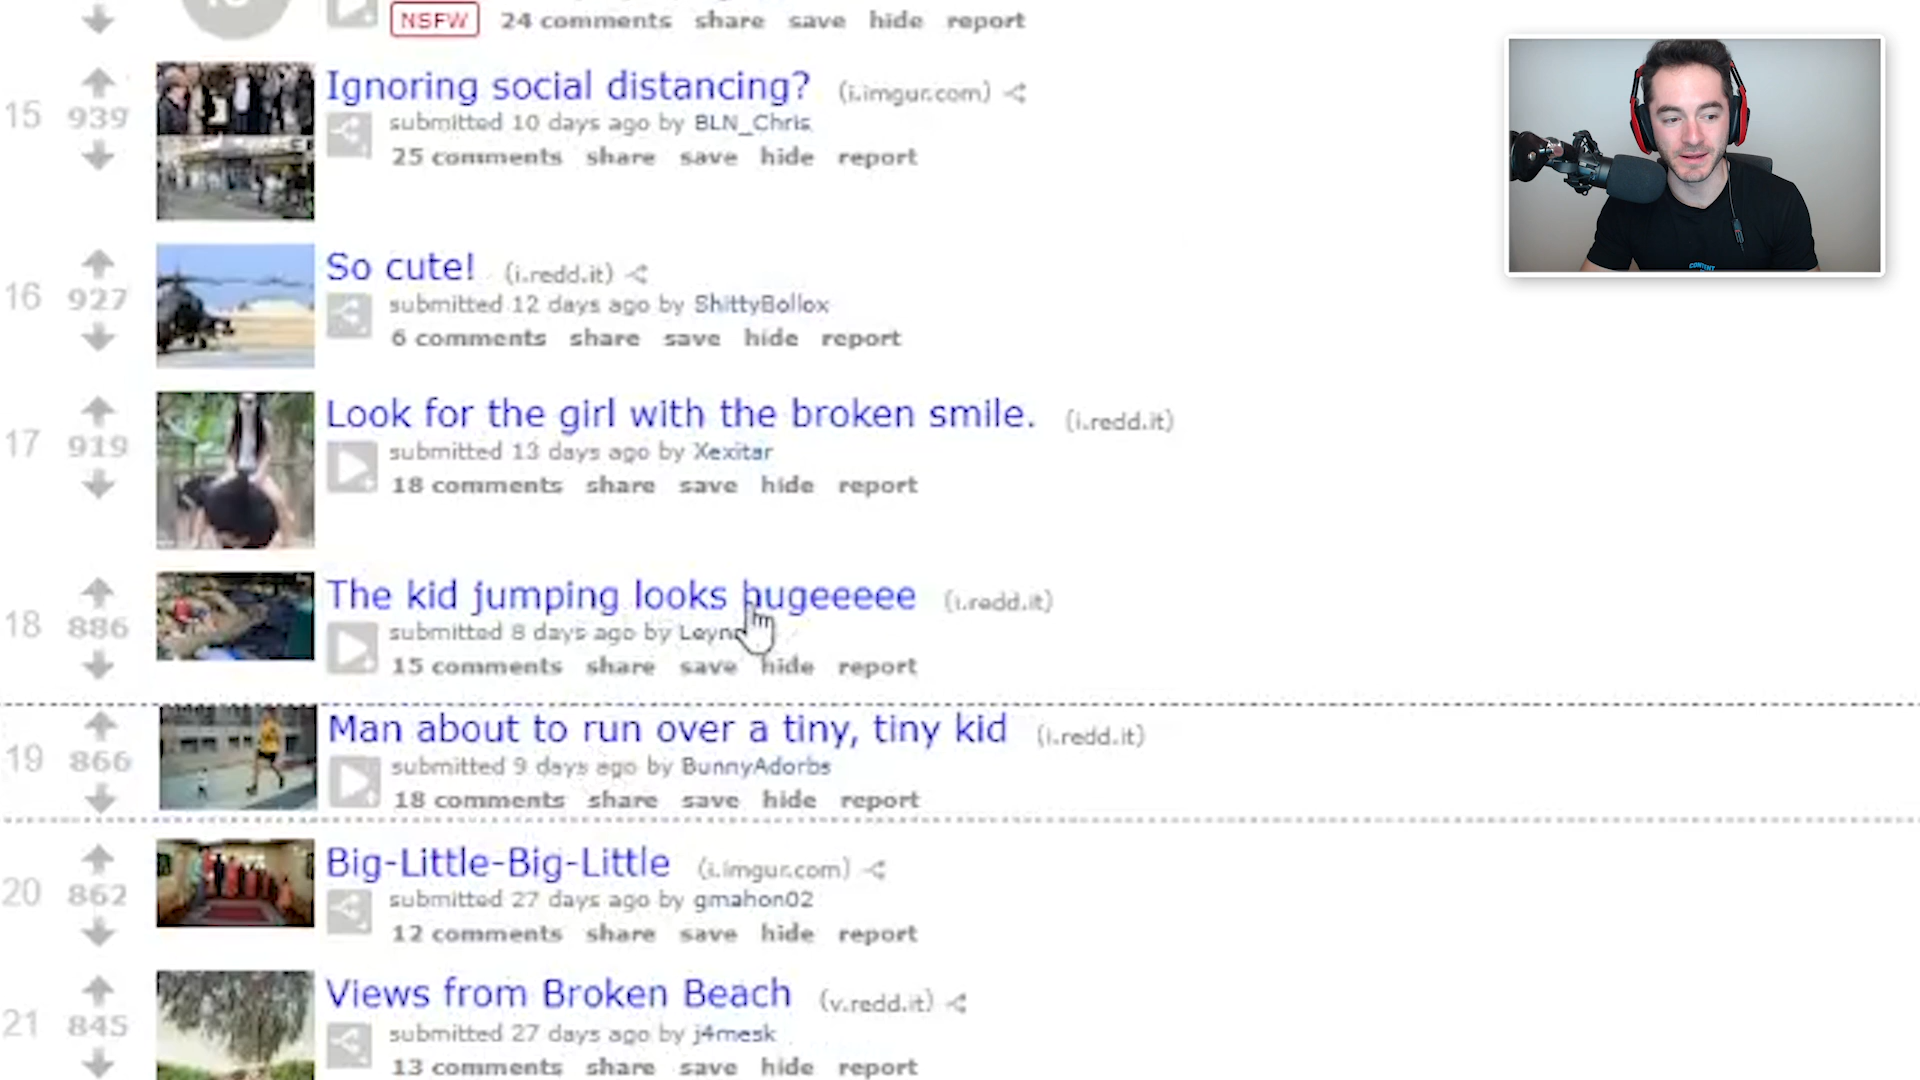 NSFW 24 comments share save hide report
15 939 Ignoring social distancing? (i.imgur.com)
submitted 10 days ago by BLN_Chris
25 comments share save hide report
16 927 So cute! (i.redd.it)
submitted 12 days ago by ShittyBollox
6 comments share save hide report
17 919 Look for the girl with the broken smile. (i.redd.it)
submitted 13 days ago by Xexitar
18 comments share save hide report
18 886 The kid jumping looks hugeeeee (i.redd.it)
submitted 8 days ago by
15 comments share save hide report
19 866 Man about to run over a tiny, tiny kid (i.redd.it)
submitted 9 days ago by BunnyAdorbs
18 comments share save hide report
20 862 Big-Little-Big-Little (i.imgur.com)
submitted 27 days ago by gmahon02
12 comments share save hide report
21 845 Views from Broken Beach (v.redd.it)
submitted 27 days ago by j4mesk
13 comments share save hide report